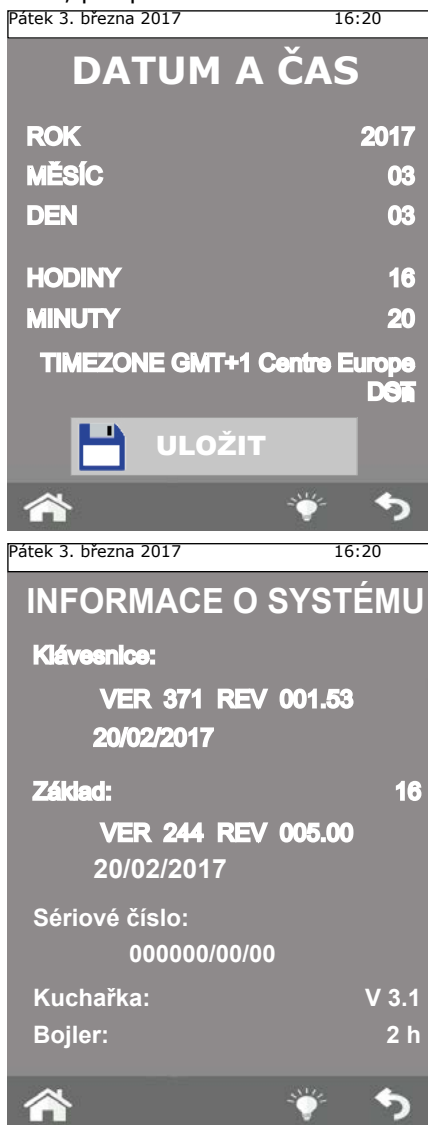 Pátek 3. března 2017 16:20
DATUM A ČAS
ROK 2017
MĚSÍC 03
DEN 03
HODINY 16
MINUTY 20
TIMEZONE GMT+1 Centre Europe
ULOŽIT
Pátek 3. března 2017 16:20
INFORMACE O SYSTÉMU
Klávesnice:
VER 371 REV 001.53
20/02/2017
Základ: 16
VER 244 REV 005.00
20/02/2017
Sériové číslo:
000000/00/00
Kuchařka: V 3.1
Bojler: 2 h